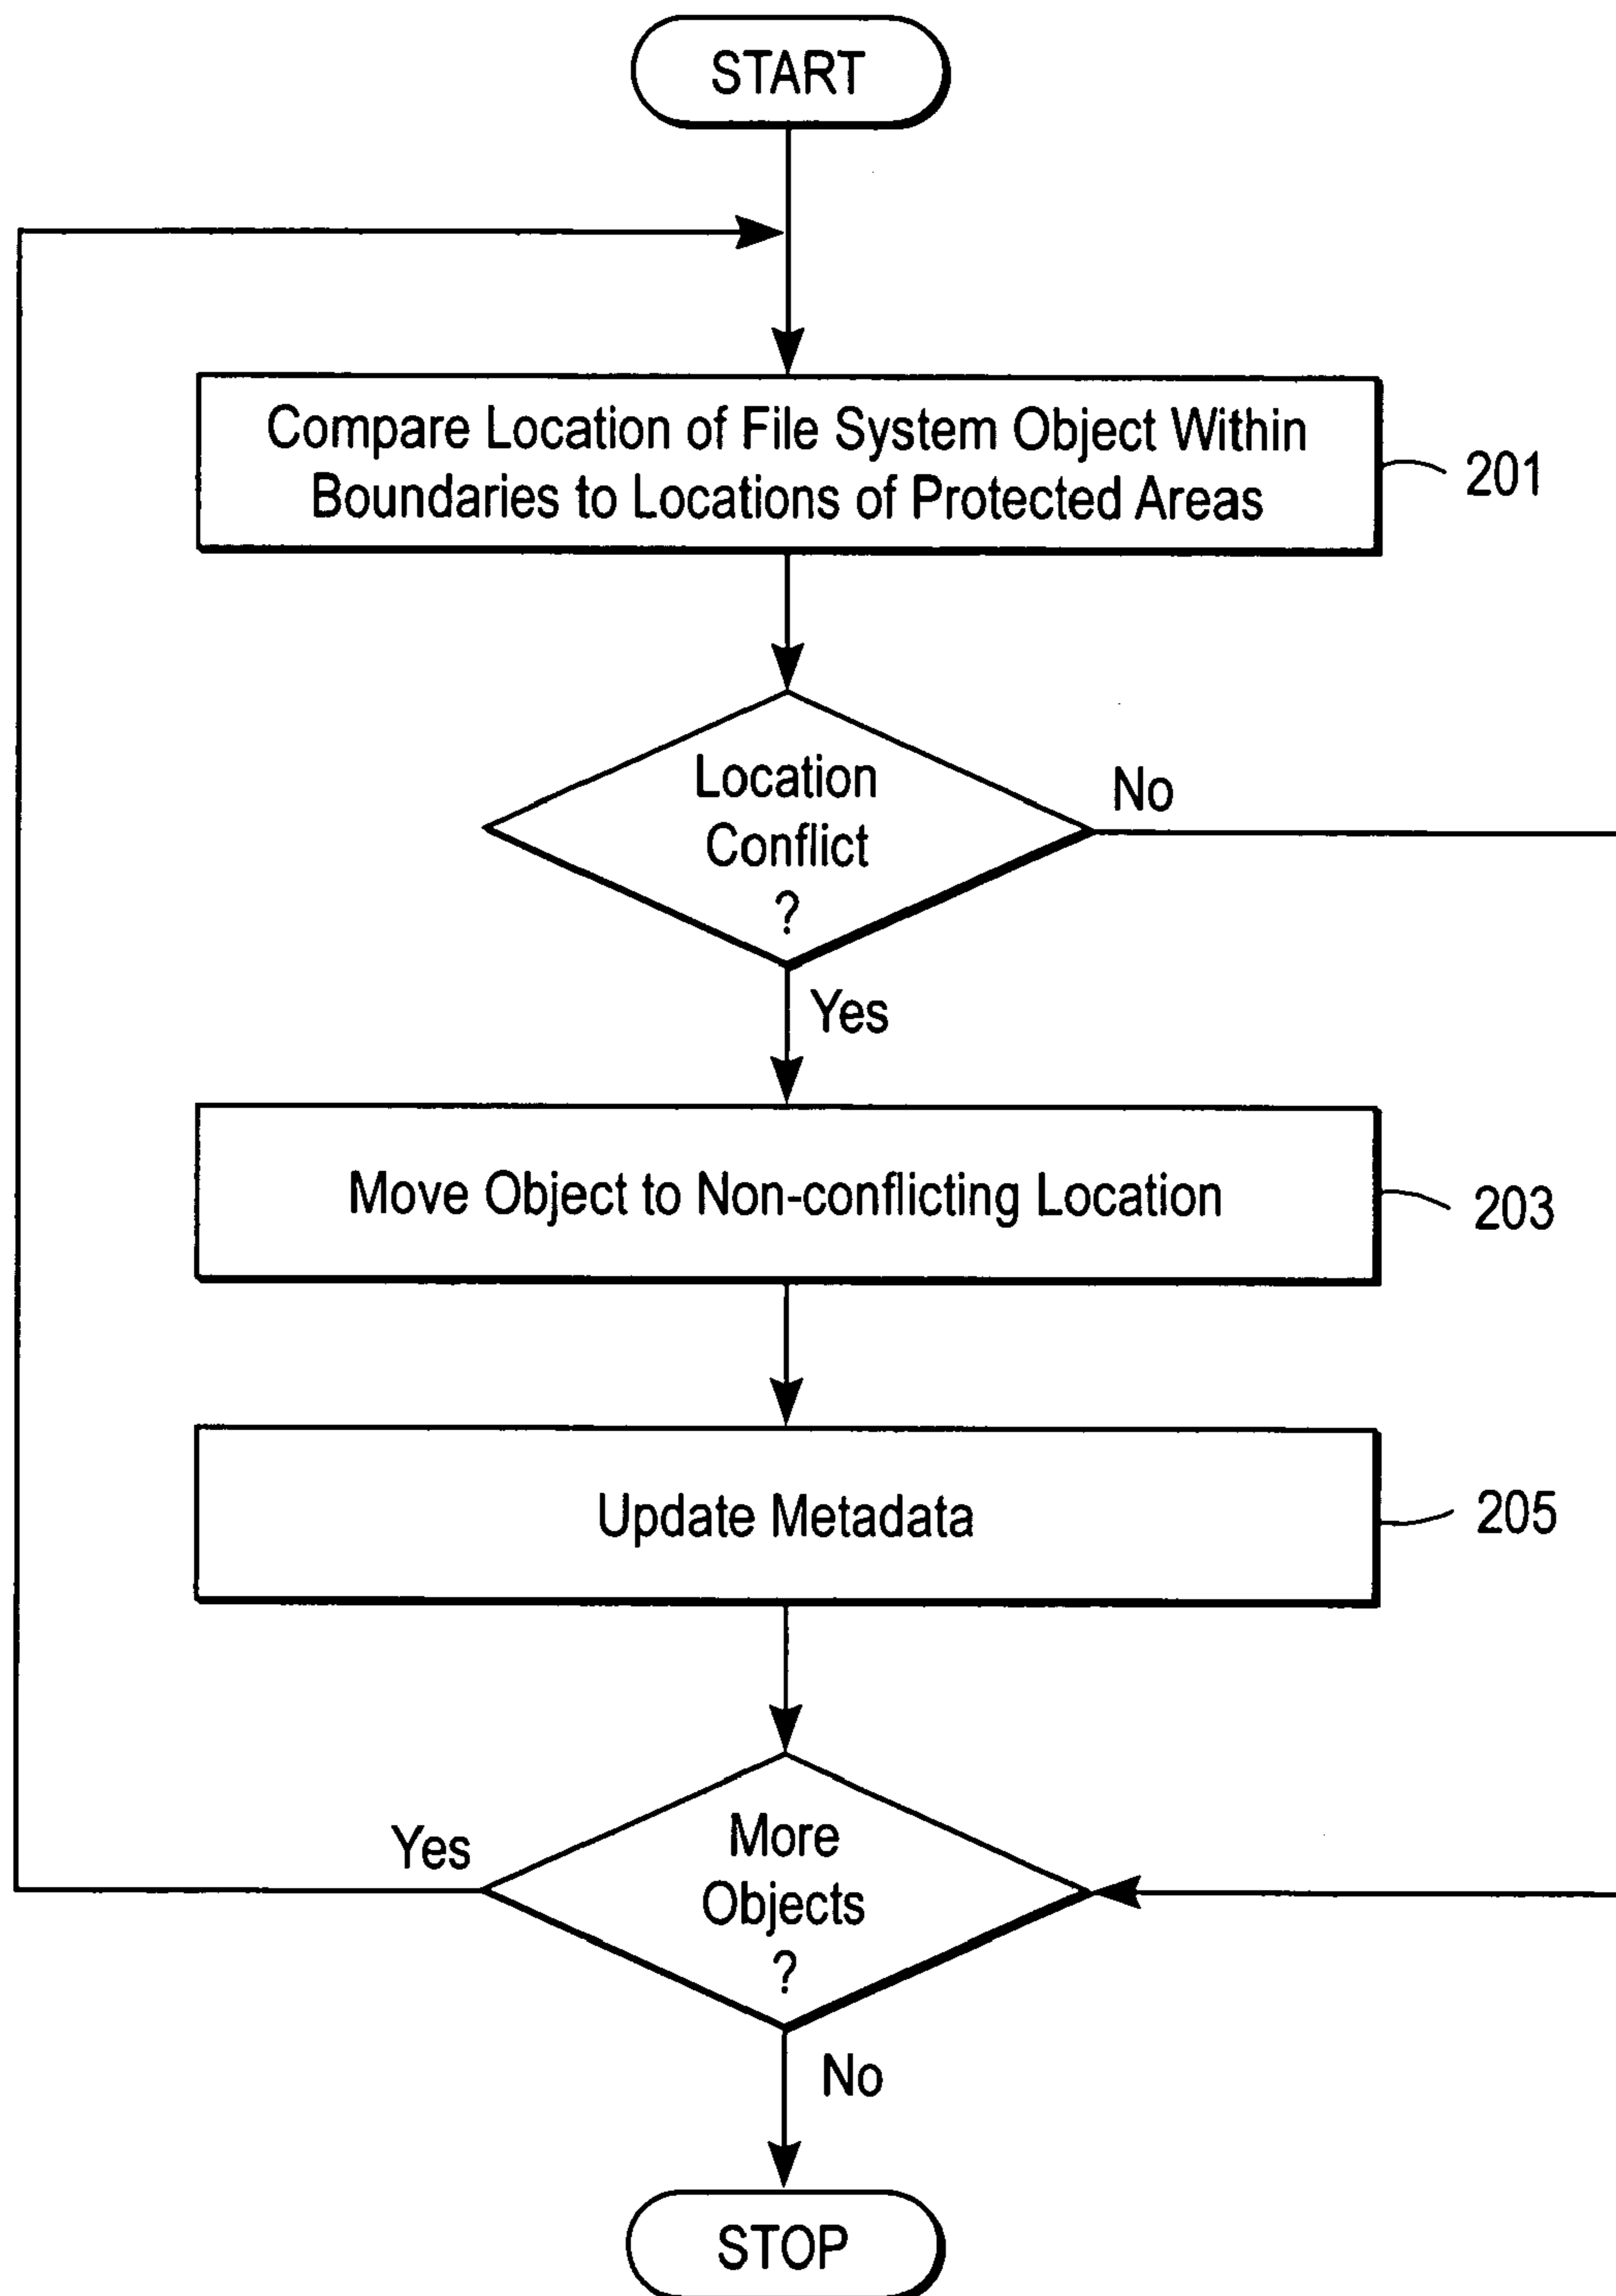 START
Compare Location of File System Object Within
Boundaries to Locations of Protected Areas
201
Location
Conflict
?
No
Yes
Move Object to Non-conflicting Location
203
Update Metadata
205
More
Objects
?
Yes
No
STOP